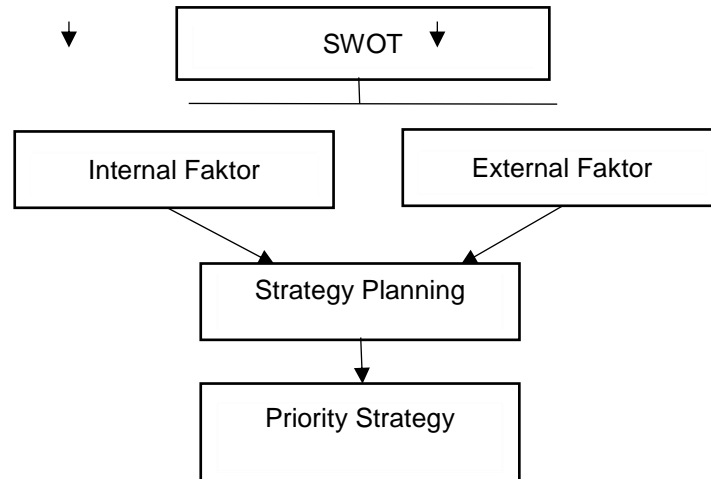 SWOT
Internal Faktor
External Faktor
Strategy Planning
Priority Strategy